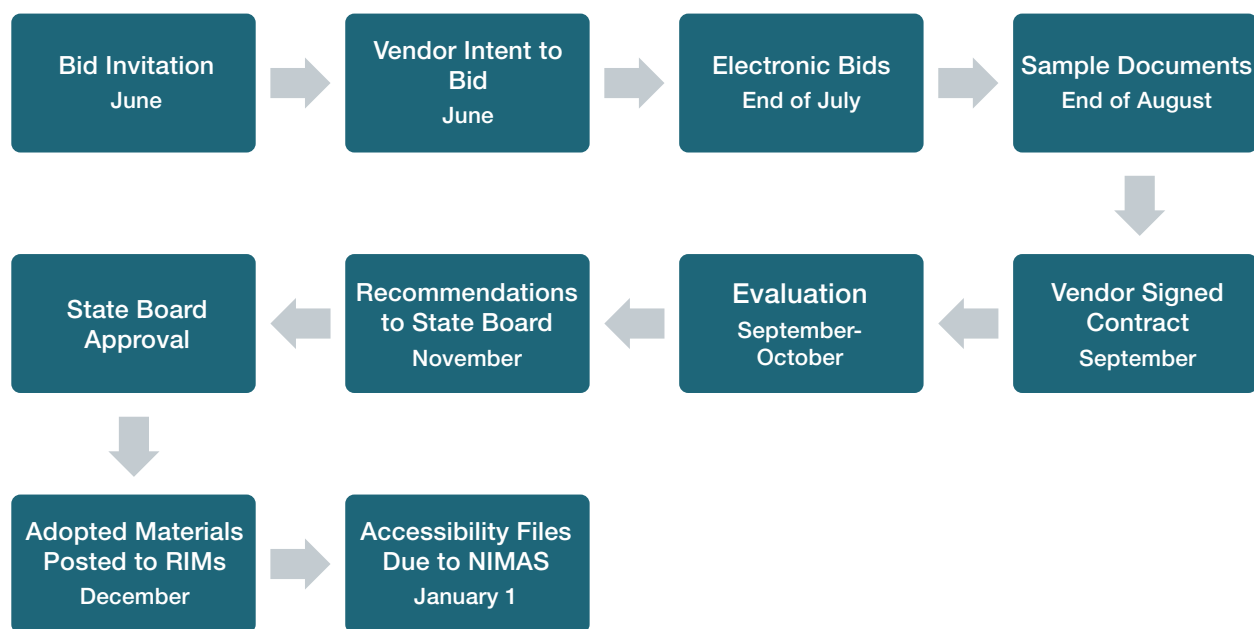 Bid Invitation
June
Vendor Intent to
Bid
June
Electronic Bids
End of July
Sample Documents
End of August
Vendor Signed
Contract
September
Evaluation
September-
October
Recommendations
to State Board
November
State Board
Approval
Adopted Materials
Posted to RIMs
December
Accessibility Files
Due to NIMAS
January 1